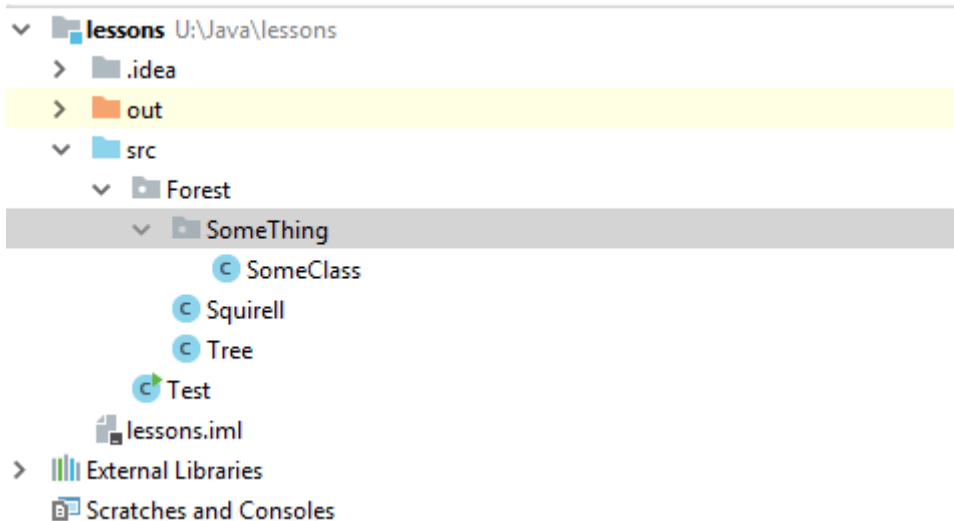 lessons U:\Java\lessons
.idea
out
src
Forest
SomeThing
C SomeClass
C Squirell
C Tree
C Test
lessons.iml
External Libraries
Scratches and Consoles